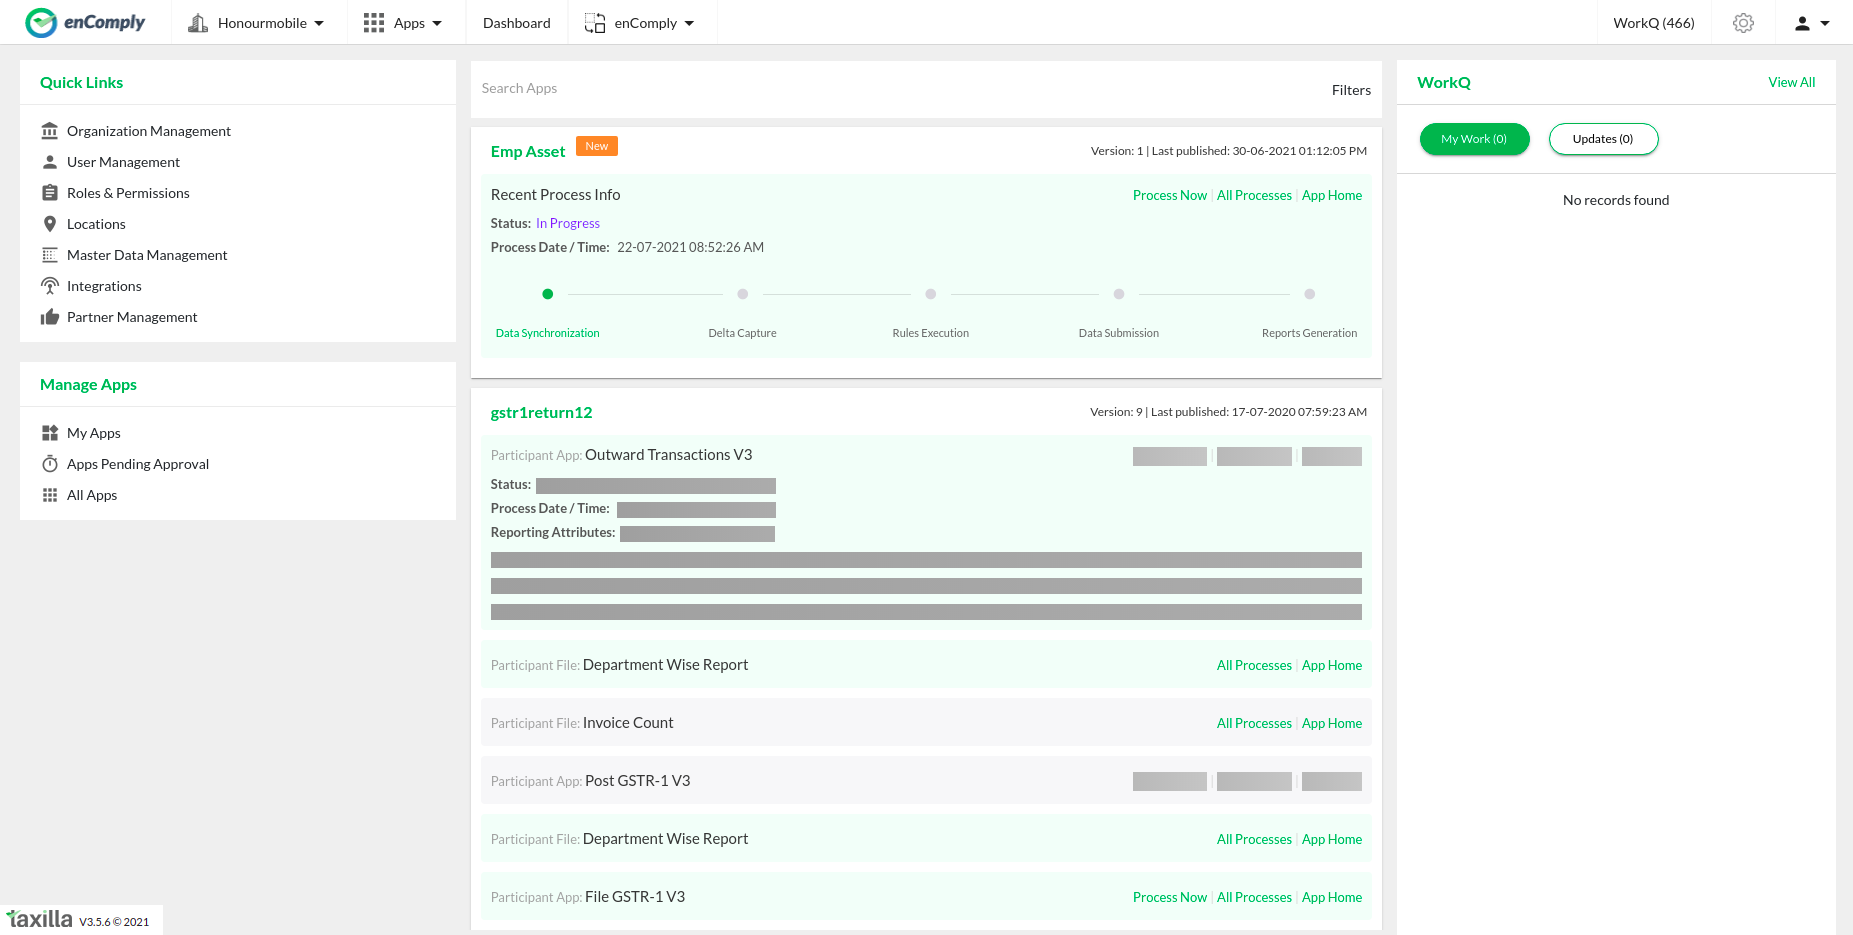 enComply
Honourmobile
Apps
Dashboard
enComply
WorkQ (466)
Quick Links
Organization Management
User Management
Roles & Permissions
Locations
Master Data Management
Integrations
Partner Management
Manage Apps
My Apps
Apps Pending Approval
All Apps
Search Apps
Filters
Emp Asset New
Version: 1 | Last published: 30-06-2021 01:12:05 PM
Recent Process Info
Process Now | All Processes | App Home
Status: In Progress
Process Date / Time: 22-07-2021 08:52:26 AM
Data Synchronization
Delta Capture
Rules Execution
Data Submission
Reports Generation
gstr1return12
Version: 9 | Last published: 17-07-2020 07:59:23 AM
Participant App: Outward Transactions V3
Status:
Process Date / Time:
Reporting Attributes:
Participant File: Department Wise Report
All Processes | App Home
Participant File: Invoice Count
All Processes | App Home
Participant App: Post GSTR-1 V3
Participant File: Department Wise Report
All Processes | App Home
Participant App: File GSTR-1 V3
Process Now | All Processes | App Home
WorkQ
View All
My Work (0)
Updates (0)
No records found
taxilla V3.5.6 © 2021